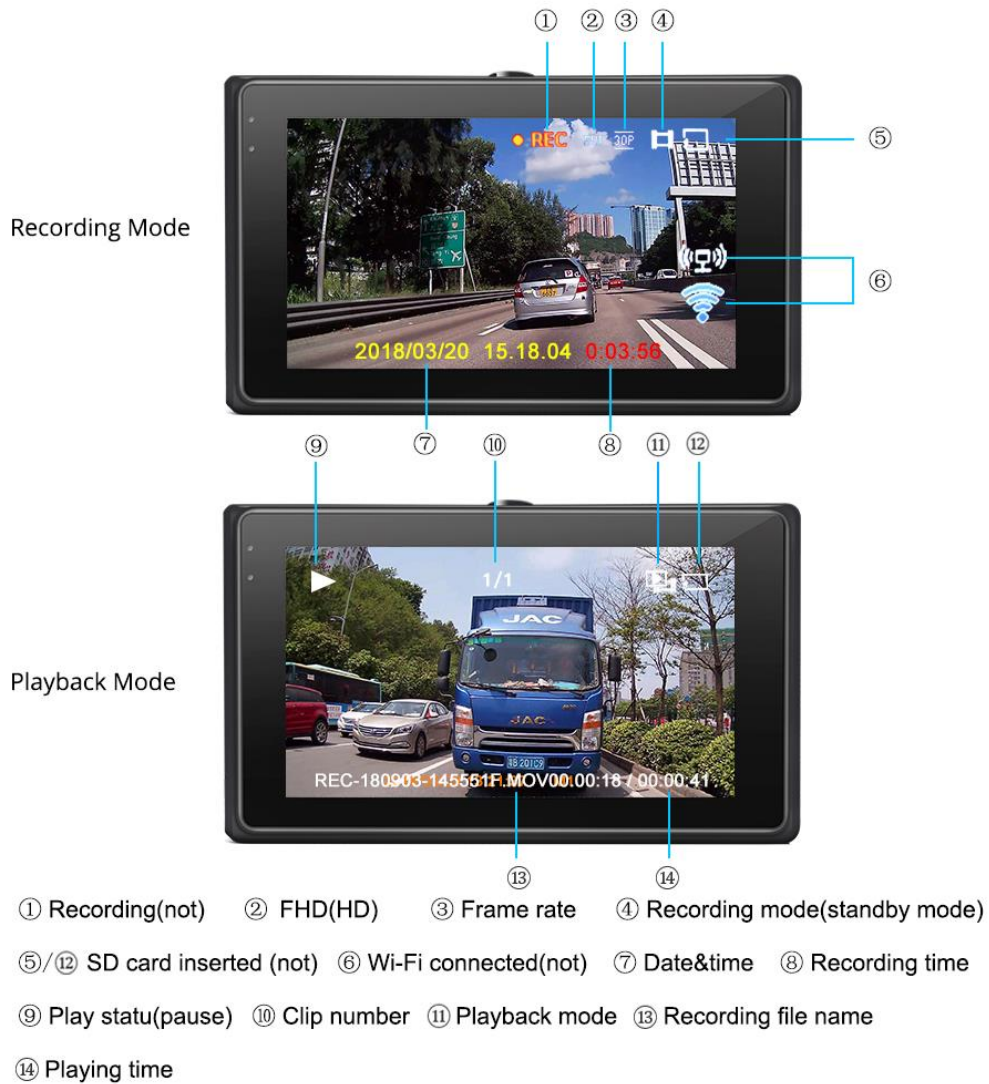 ① ② ③ ④
REC 30P
⑤
Recording Mode
⑥
2018/03/20 15.18.04 0:03:56
⑨ ⑦ ⑩ ⑧ ⑪ ⑫
1/1
JAC
Playback Mode
JAC
粤B 201C9
REC-180903-145551F.MOV00:00:18 / 00:00:41
⑬ ⑭
① Recording(not) ② FHD(HD) ③ Frame rate ④ Recording mode(standby mode)
⑤/⑫ SD card inserted (not) ⑥ Wi-Fi connected(not) ⑦ Date&time ⑧ Recording time
⑨ Play statu(pause) ⑩ Clip number ⑪ Playback mode ⑬ Recording file name
⑭ Playing time